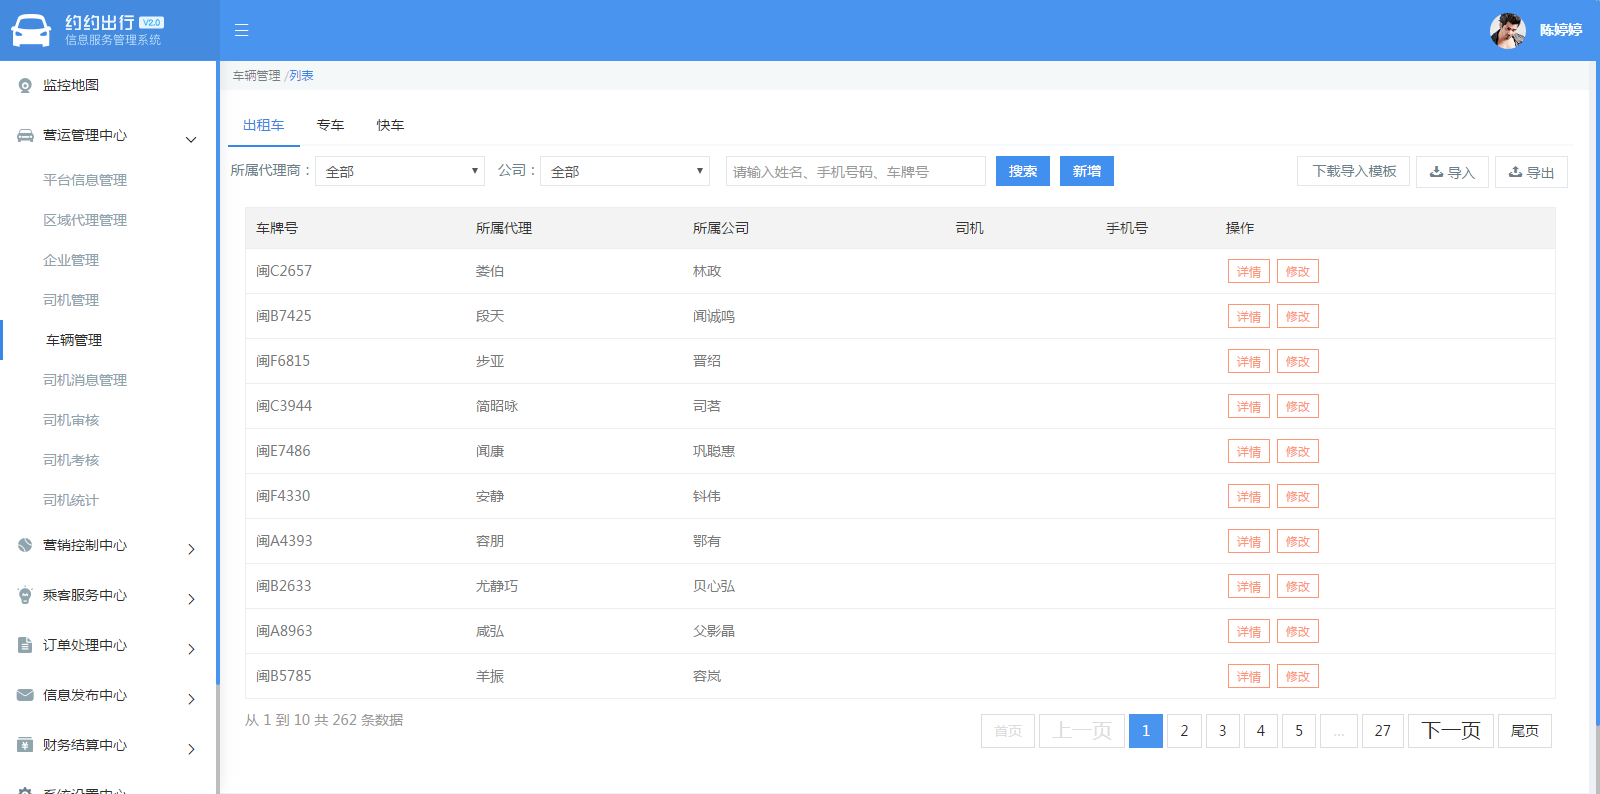 约约出行 V2.0
信息服务管理系统
陈婷婷
监控地图
营运管理中心
平台信息管理
区域代理管理
企业管理
司机管理
车辆管理
司机消息管理
司机审核
司机考核
司机统计
营销控制中心
乘客服务中心
订单处理中心
信息发布中心
财务结算中心
系统设置中心
车辆管理 /列表
出租车 专车 快车
所属代理商： 全部 公司： 全部 请输入姓名、手机号码、车牌号 搜索 新增 下载导入模板 导入 导出
车牌号 所属代理 所属公司 司机 手机号 操作
闽C2657 娄伯 林政 详情 修改
闽B7425 段天 闻诚鸣 详情 修改
闽F6815 步亚 晋绍 详情 修改
闽C3944 简昭咏 司茗 详情 修改
闽E7486 闻康 巩聪惠 详情 修改
闽F4330 安静 钭伟 详情 修改
闽A4393 容朋 鄂有 详情 修改
闽B2633 尤静巧 贝心弘 详情 修改
闽A8963 咸弘 父影晶 详情 修改
闽B5785 羊振 容岚 详情 修改
从 1 到 10 共 262 条数据
首页 上一页 1 2 3 4 5 ... 27 下一页 尾页